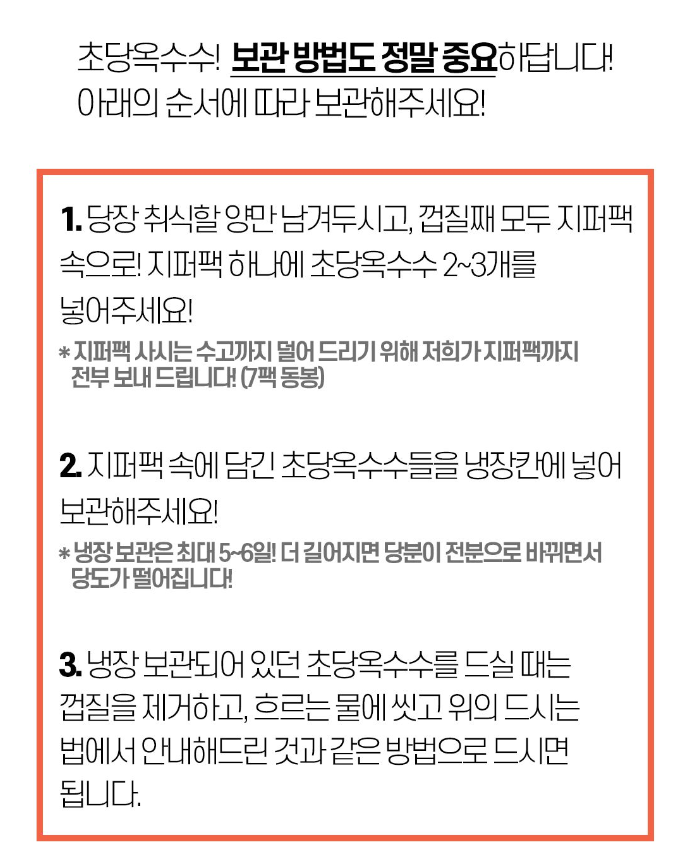 초당옥수수! 보관 방법도 정말 중요하답니다!
아래의 순서에 따라 보관해주세요!
1. 당장 취식할 양만 남겨두시고, 껍질째 모두 지퍼팩
속으로! 지퍼팩 하나에 초당옥수수 2~3개를
넣어주세요!
* 지퍼팩 사시는 수고까지 덜어 드리기 위해 저희가 지퍼팩까지
전부 보내 드립니다! (7팩 동봉)
2. 지퍼팩 속에 담긴 초당옥수수들을 냉장칸에 넣어
보관해주세요!
* 냉장 보관은 최대 5~6일! 더 길어지면 당분이 전분으로 바뀌면서
당도가 떨어집니다!
3. 냉장 보관되어 있던 초당옥수수를 드실 때는
껍질을 제거하고, 흐르는 물에 씻고 위의 드시는
법에서 안내해드린 것과 같은 방법으로 드시면
됩니다.